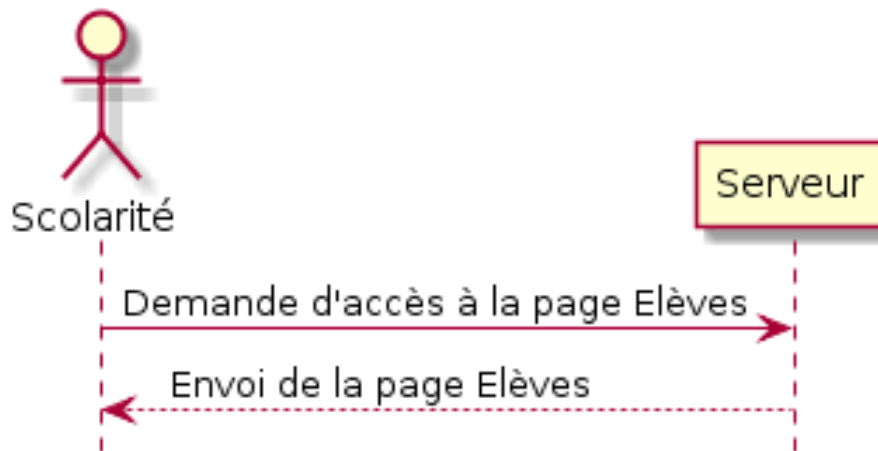 Scolarité
Serveur
Demande d'accès à la page Elèves
Envoi de la page Elèves